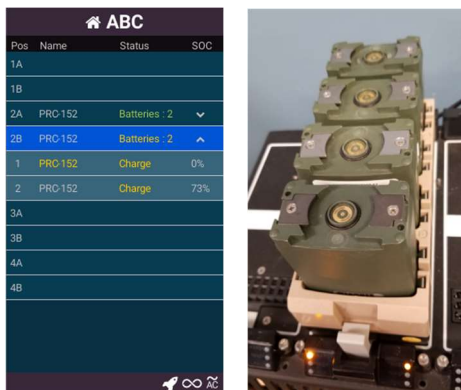 ABC
Pos Name Status SOC
1A
1B
2A PRC-152 Batteries : 2
2B PRC-152 Batteries : 2
1 PRC-152 Charge 0%
2 PRC-152 Charge 73%
3A
3B
4A
4B
AC